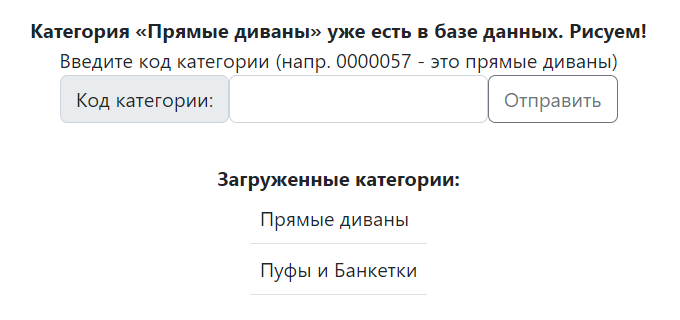 Категория «Прямые диваны» уже есть в базе данных. Рисуем!
Введите код категории (напр. 0000057 - это прямые диваны)
Код категории: Отправить
Загруженные категории:
Прямые диваны
Пуфы и Банкетки